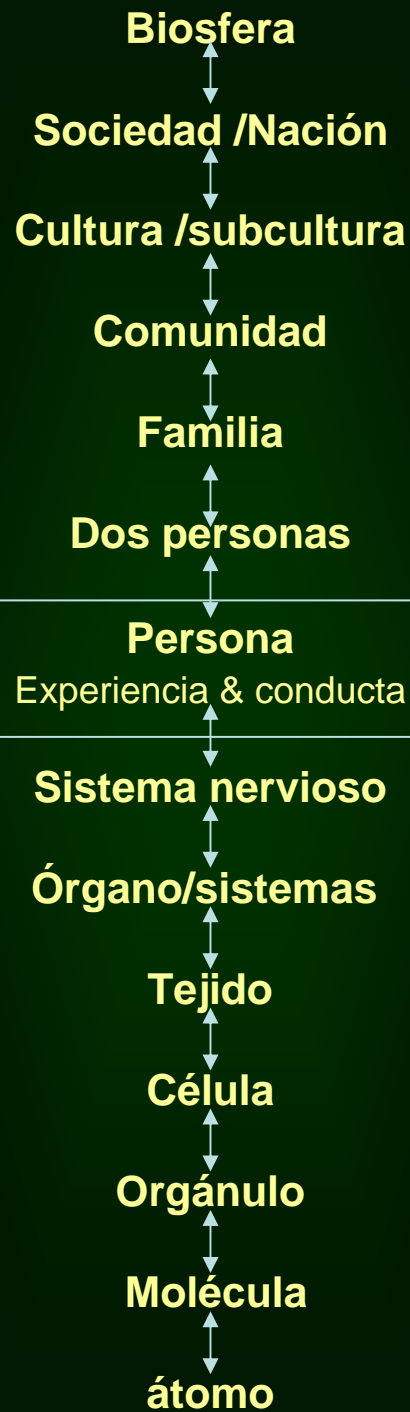 Biosfera
Sociedad /Nación
Cultura /subcultura
Comunidad
Familia
Dos personas
Persona
Experiencia & conducta
Sistema nervioso
Órgano/sistemas
Tejido
Célula
Orgánulo
Molécula
átomo